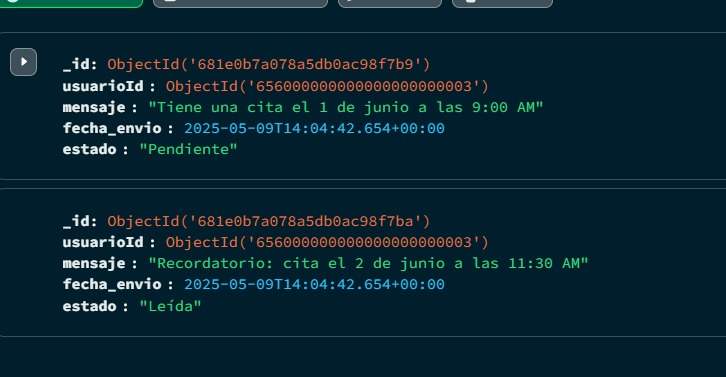 _id: ObjectId('681e0b7a078a5db0ac98f7b9')
usuarioId : ObjectId('656000000000000000000003')
mensaje : "Tiene una cita el 1 de junio a las 9:00 AM"
fecha_envio : 2025-05-09T14:04:42.654+00:00
estado : "Pendiente"
_id: ObjectId('681e0b7a078a5db0ac98f7ba')
usuarioId : ObjectId('656000000000000000000003')
mensaje : "Recordatorio: cita el 2 de junio a las 11:30 AM"
fecha_envio : 2025-05-09T14:04:42.654+00:00
estado : "Leída"